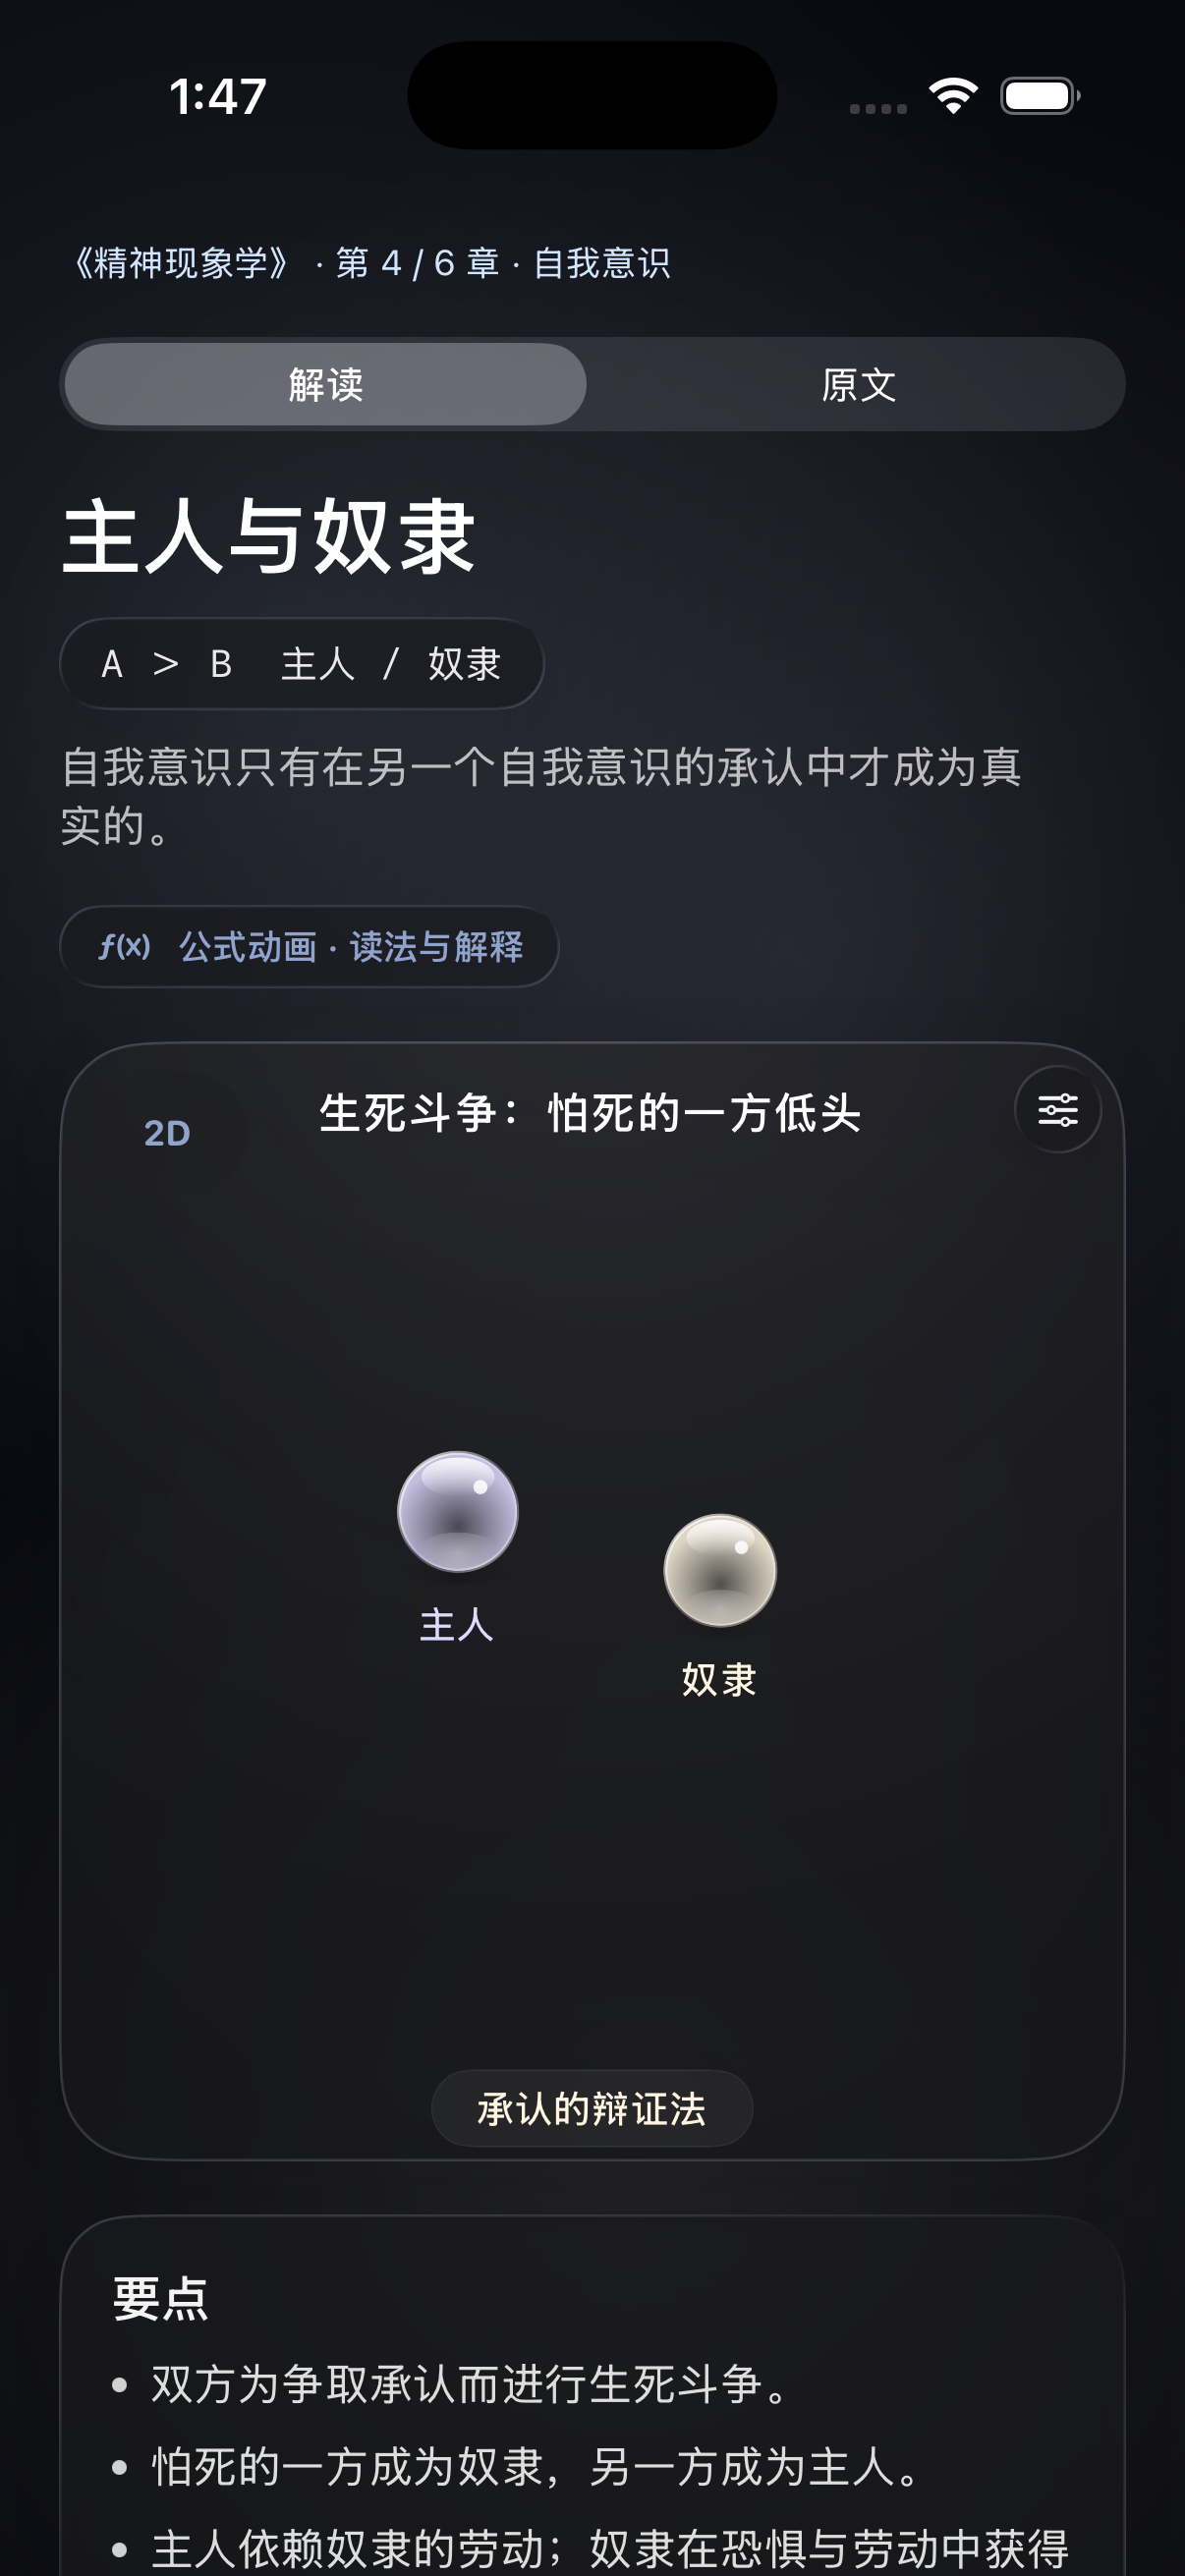 1:47
《精神现象学》 · 第 4 / 6 章 · 自我意识
解读 原文
主人与奴隶
A > B 主人 / 奴隶
自我意识只有在另一个自我意识的承认中才成为真
实的。
f(x) 公式动画 · 读法与解释
2D 生死斗争：怕死的一方低头
主人
奴隶
承认的辩证法
要点
• 双方为争取承认而进行生死斗争。
• 怕死的一方成为奴隶，另一方成为主人。
• 主人依赖奴隶的劳动；奴隶在恐惧与劳动中获得